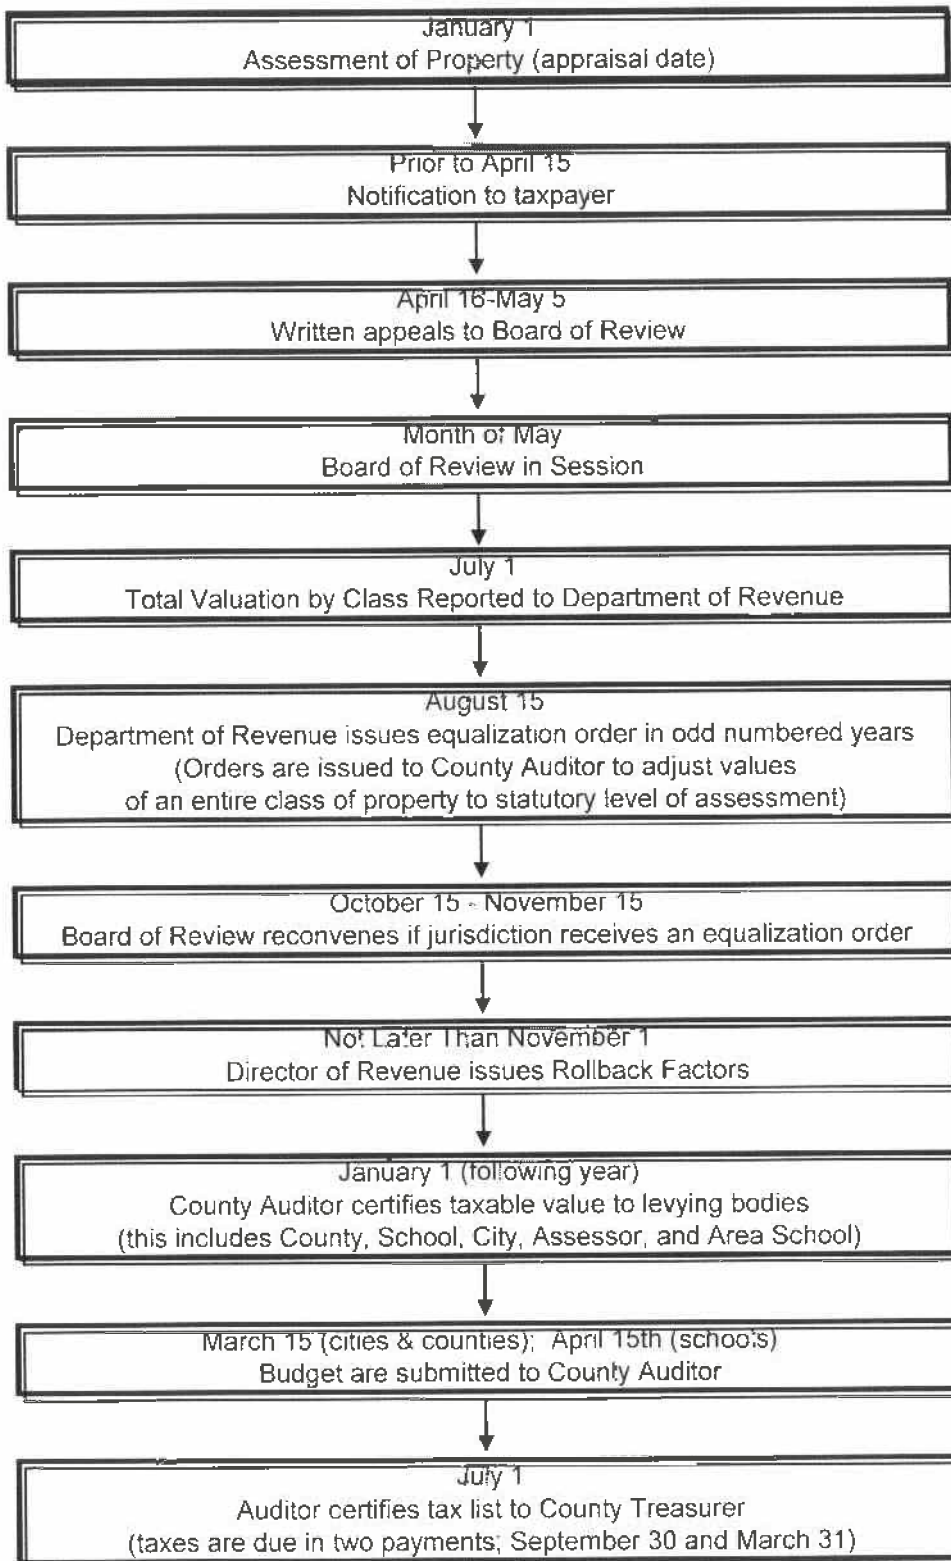 January 1
Assessment of Property (appraisal date)
Prior to April 15
Notification to taxpayer
April 16-May 5
Written appeals to Board of Review
Month of May
Board of Review in Session
July 1
Total Valuation by Class Reported to Department of Revenue
August 15
Department of Revenue issues equalization order in odd numbered years
(Orders are issued to County Auditor to adjust values
of an entire class of property to statutory level of assessment)
October 15 - November 15
Board of Review reconvenes if jurisdiction receives an equalization order
Not Later Than November 1
Director of Revenue issues Rollback Factors
January 1 (following year)
County Auditor certifies taxable value to levying bodies
(this includes County, School, City, Assessor, and Area School)
March 15 (cities & counties); April 15th (schools)
Budget are submitted to County Auditor
July 1
Auditor certifies tax list to County Treasurer
(taxes are due in two payments; September 30 and March 31)